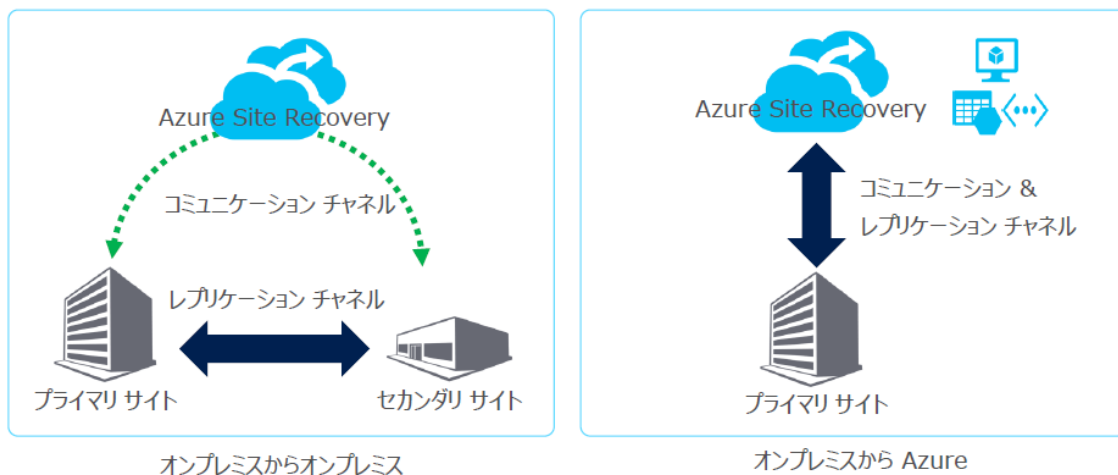 Azure Site Recovery
コミュニケーション チャネル
レプリケーション チャネル
プライマリ サイト
セカンダリ サイト
オンプレミスからオンプレミス
Azure Site Recovery
コミュニケーション &
レプリケーション チャネル
プライマリ サイト
オンプレミスから Azure